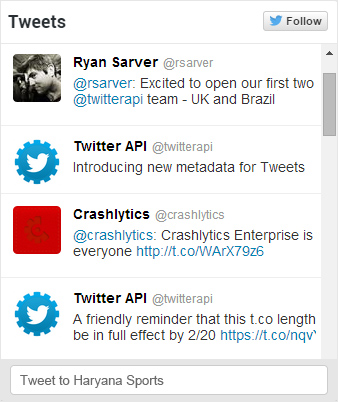 Tweets
Follow
Ryan Sarver @rsarver
@rsarver: Excited to open our first two
@twitterapi team - UK and Brazil
Twitter API @twitterapi
Introducing new metadata for Tweets
Crashlytics @crashlytics
@crashlytics: Crashlytics Enterprise is
everyone http://t.co/WArX79z6
Twitter API @twitterapi
A friendly reminder that this t.co length
be in full effect by 2/20 https://t.co/nqv
Tweet to Haryana Sports